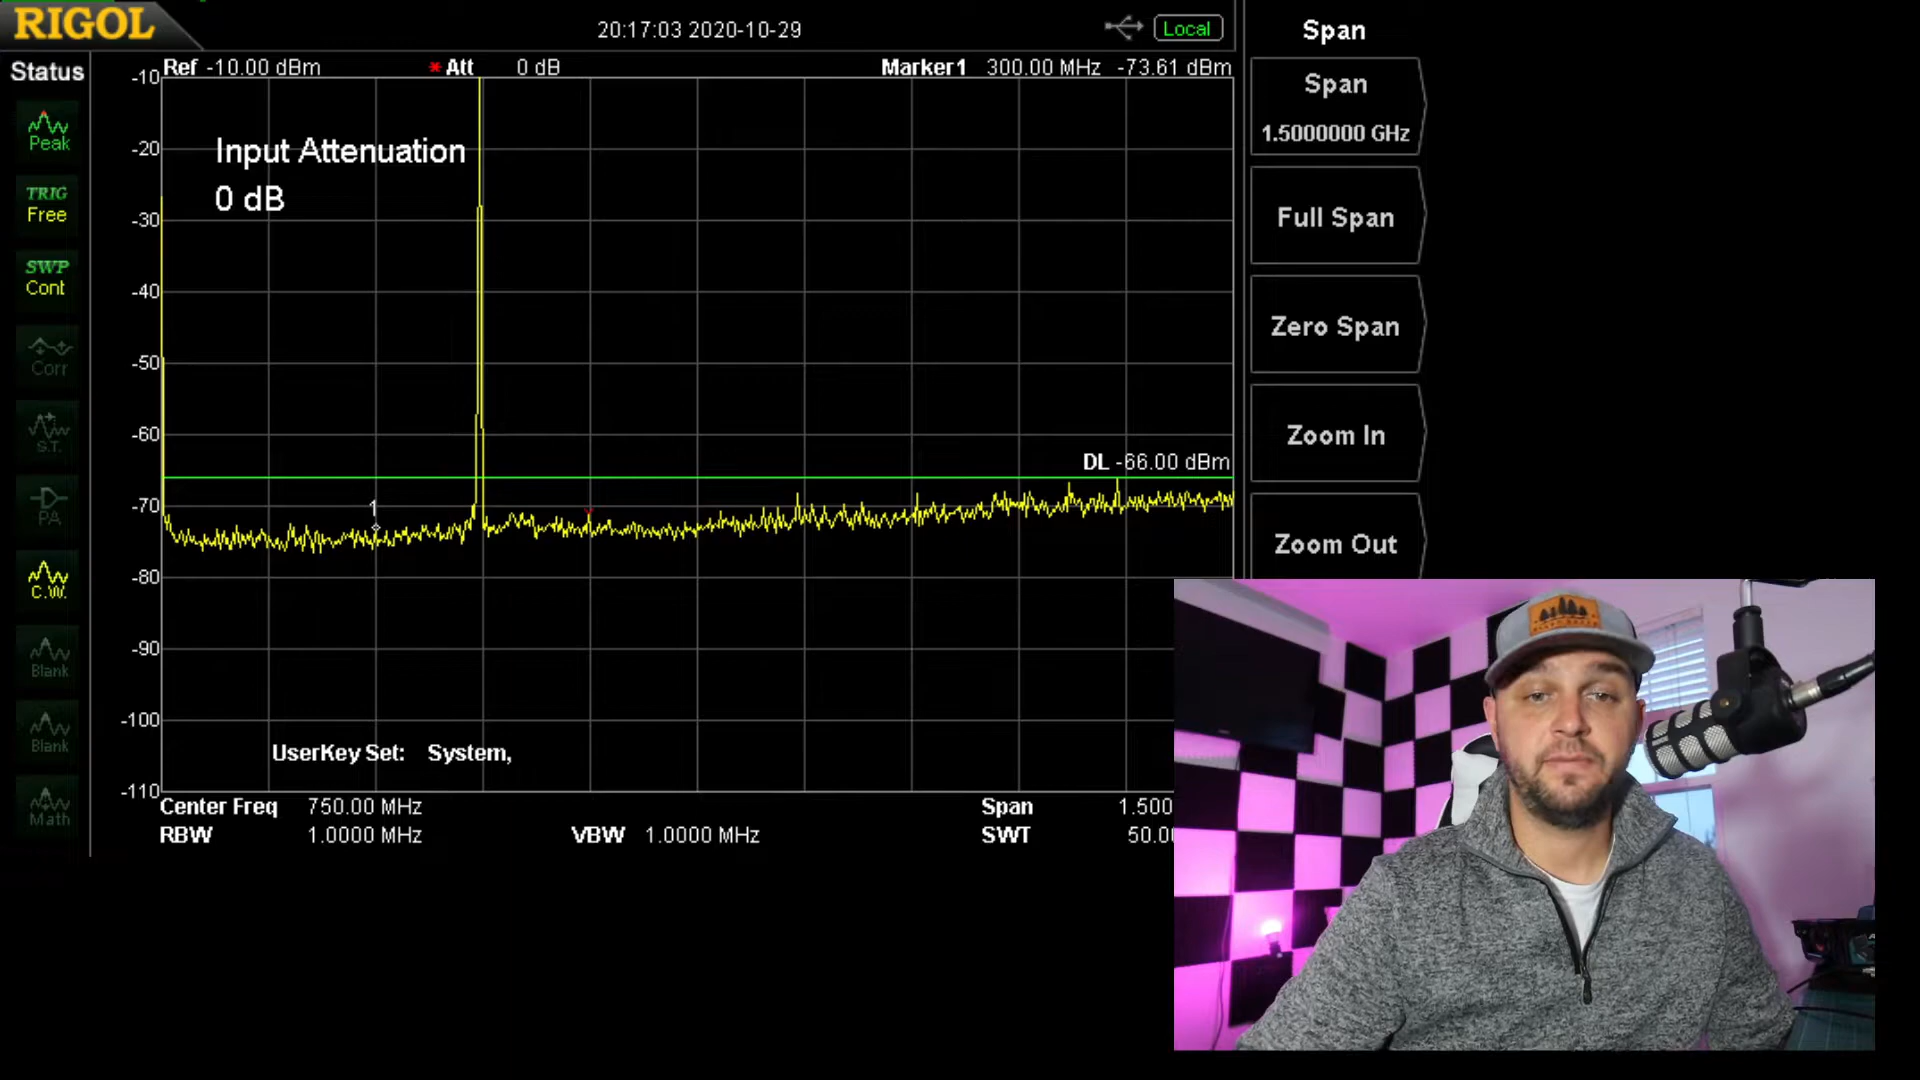 RIGOL
20:17:03 2020-10-29
Local
Span
Status
Ref -10.00 dBm
* Att 0 dB
Marker1 300.00 MHz -73.61 dBm
-10
-20
-30
-40
-50
-60
-70
-80
-90
-100
-110
Input Attenuation
0 dB
DL -66.00 dBm
1
UserKey Set: System,
Center Freq 750.00 MHz
Span 1.500
RBW 1.0000 MHz
VBW 1.0000 MHz
SWT 50.00
Peak
TRIG
Free
SWP
Cont
Corr
S.T.
PA
C.W.
Blank
Blank
Math
Span
1.5000000 GHz
Full Span
Zero Span
Zoom In
Zoom Out